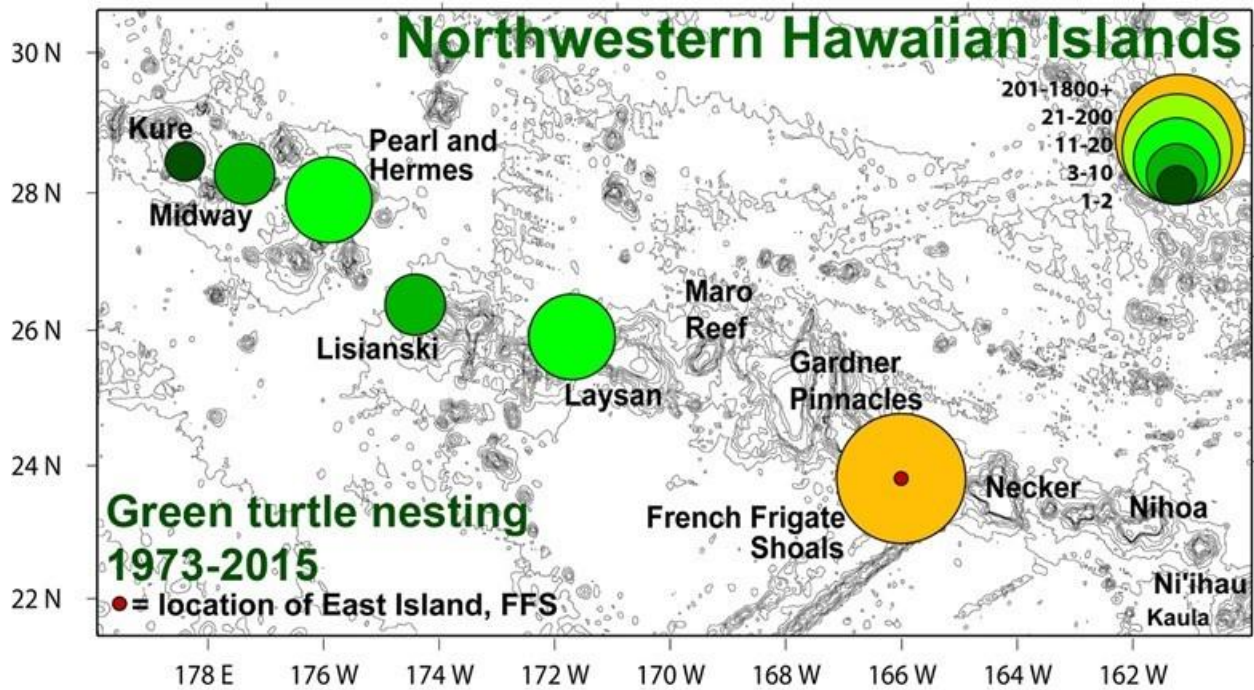 Northwestern Hawaiian Islands
30 N
28 N
26 N
24 N
22 N
201-1800+
21-200
11-20
3-10
1-2
Kure
Midway
Pearl and
Hermes
Lisianski
Laysan
Maro
Reef
Gardner
Pinnacles
French Frigate
Shoals
Necker
Nihoa
Ni'ihau
Kaula
Green turtle nesting
1973-2015
= location of East Island, FFS
178 E
176 W
174 W
172 W
170 W
168 W
166 W
164 W
162 W